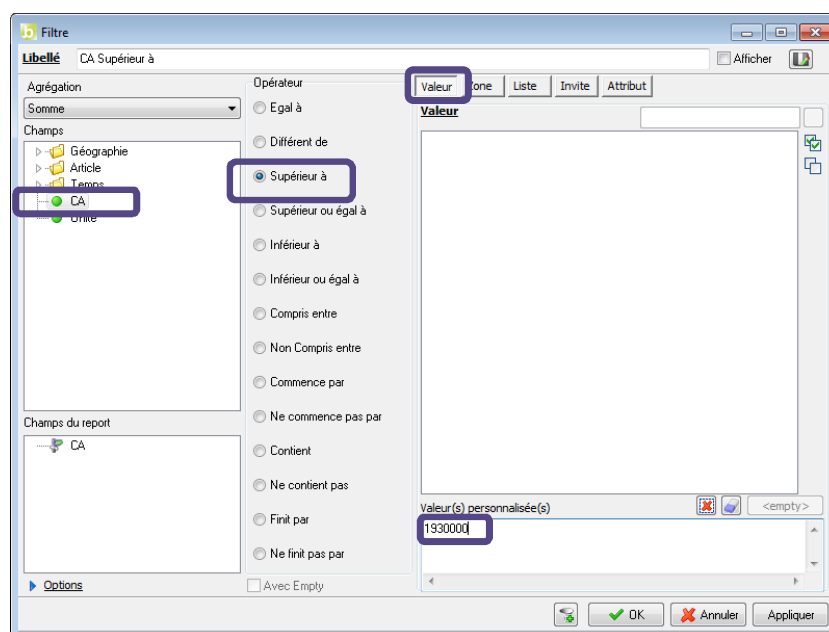 Filtre
Libellé CA Supérieur à Afficher
Agrégation
Somme
Champs
Géographie
Article
Temps
CA
Unité
Champs du report
CA
Options
Opérateur
Egal à
Différent de
Supérieur à
Supérieur ou égal à
Inférieur à
Inférieur ou égal à
Compris entre
Non Compris entre
Commence par
Ne commence pas par
Contient
Ne contient pas
Finit par
Ne finit pas par
Avec Empty
Valeur Zone Liste Invite Attribut
Valeur
Valeur(s) personnalisée(s) <empty>
1930000
OK Annuler Appliquer